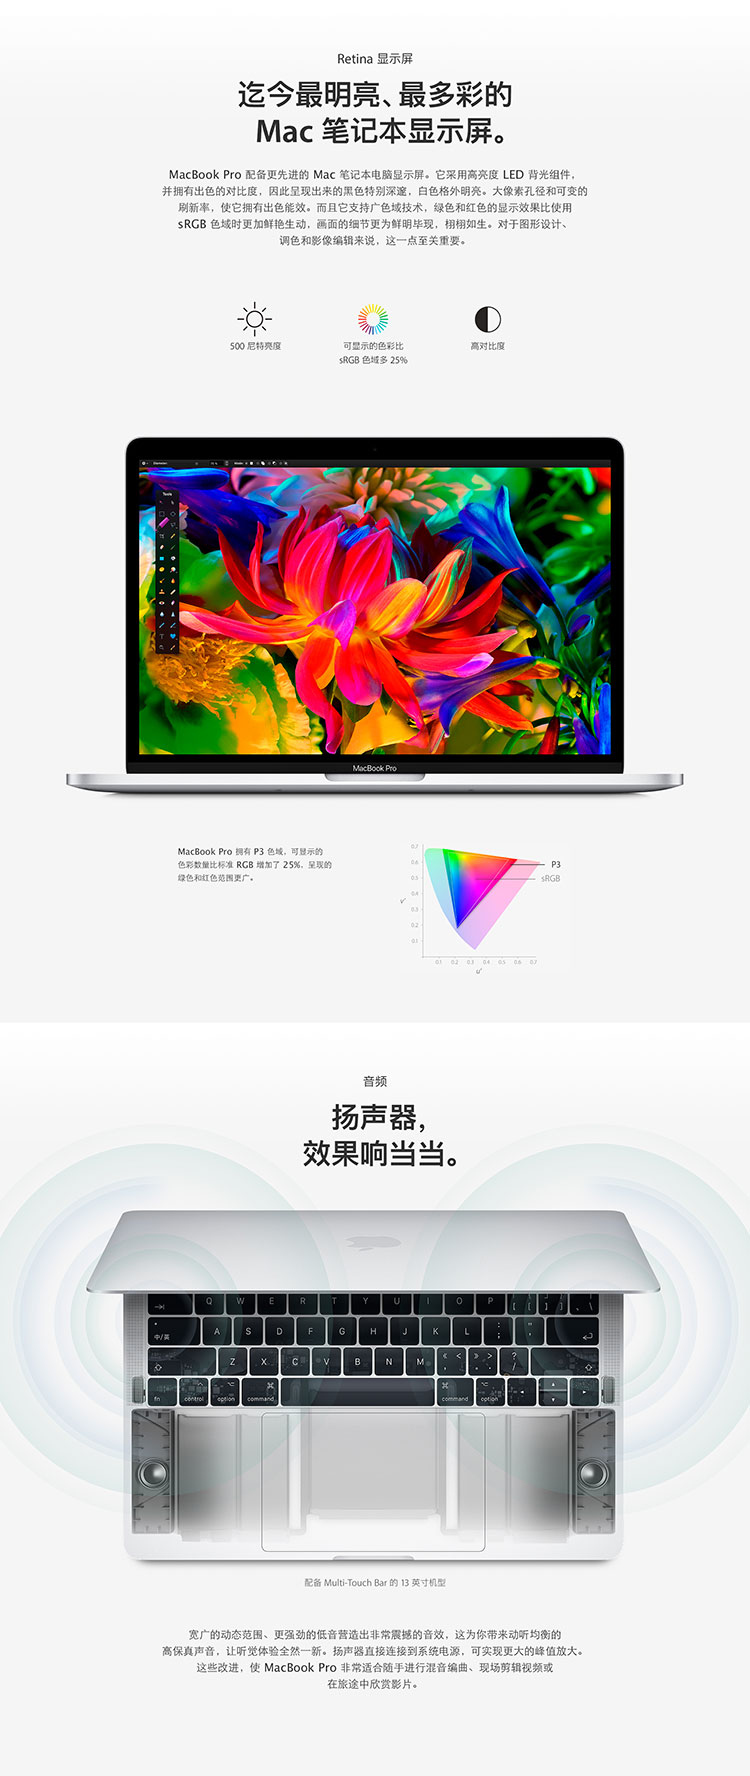 Retina 显示屏
迄今最明亮、最多彩的
Mac 笔记本显示屏。
MacBook Pro 配备更先进的 Mac 笔记本电脑显示屏。它采用高亮度 LED 背光组件，
并拥有出色的对比度，因此呈现出来的黑色特别深邃，白色格外明亮。大像素孔径和可变的
刷新率，使它拥有出色能效。而且它支持广色域技术，绿色和红色的显示效果比使用
sRGB 色域时更加鲜艳生动，画面的细节更为鲜明毕现，栩栩如生。对于图形设计、
调色和影像编辑来说，这一点至关重要。
500 尼特亮度
可显示的色彩比
sRGB 色域多 25%
高对比度
Tools
MacBook Pro
MacBook Pro 拥有 P3 色域，可显示的
色彩数量比标准 RGB 增加了 25%，呈现的
绿色和红色范围更广。
0.7
0.6
0.5
0.4
0.3
0.2
0.1
v'
P3
sRGB
0.1 0.2 0.3 0.4 0.5 0.6 0.7
u'
音频
扬声器，
效果响当当。
Q W E R T Y U I O P
中/英 A S D F G H J K L
Z X C V B N M
fn control option command command option
配备 Multi-Touch Bar 的 13 英寸机型
宽广的动态范围、更强劲的低音营造出非常震撼的音效，这为你带来动听均衡的
高保真声音，让听觉体验全然一新。扬声器直接连接到系统电源，可实现更大的峰值放大。
这些改进，使 MacBook Pro 非常适合随手进行混音编曲、现场剪辑视频或
在旅途中欣赏影片。